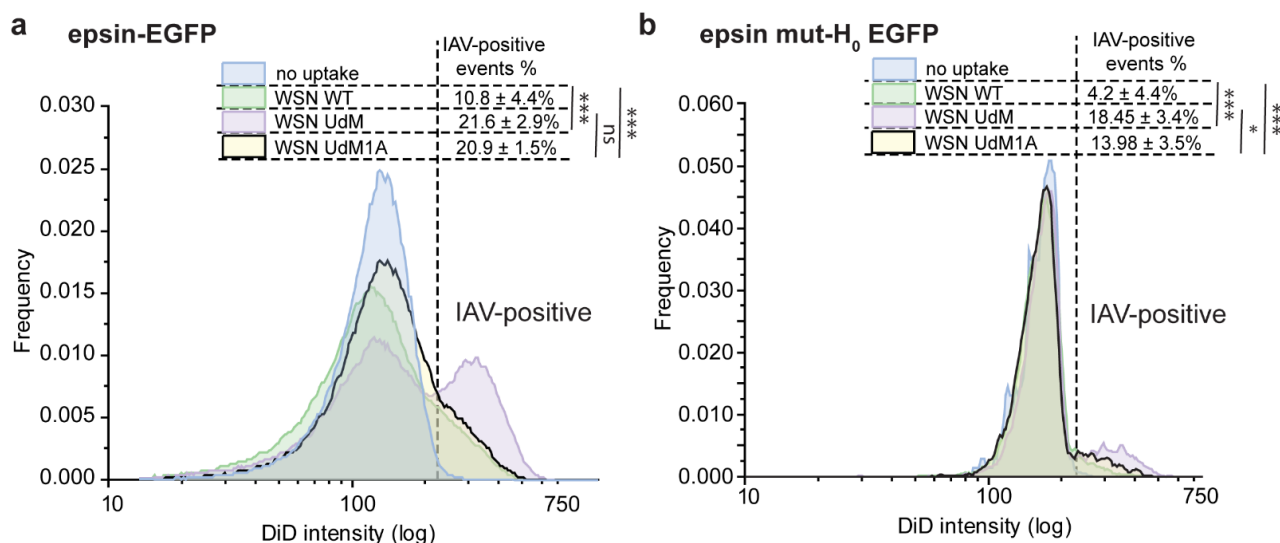 a
epsin-EGFP
IAV-positive
events %
no uptake
WSN WT 10.8 ± 4.4%
WSN UdM 21.6 ± 2.9%
WSN UdM1A 20.9 ± 1.5%
***
ns
***
0.030
0.025
0.020
0.015
0.010
0.005
0.000
Frequency
IAV-positive
10 100 750
DiD intensity (log)
b
epsin mut-H0 EGFP
IAV-positive
events %
no uptake
WSN WT 4.2 ± 4.4%
WSN UdM 18.45 ± 3.4%
WSN UdM1A 13.98 ± 3.5%
***
*
***
0.060
0.050
0.040
0.030
0.020
0.010
0.000
Frequency
IAV-positive
10 100 750
DiD intensity (log)